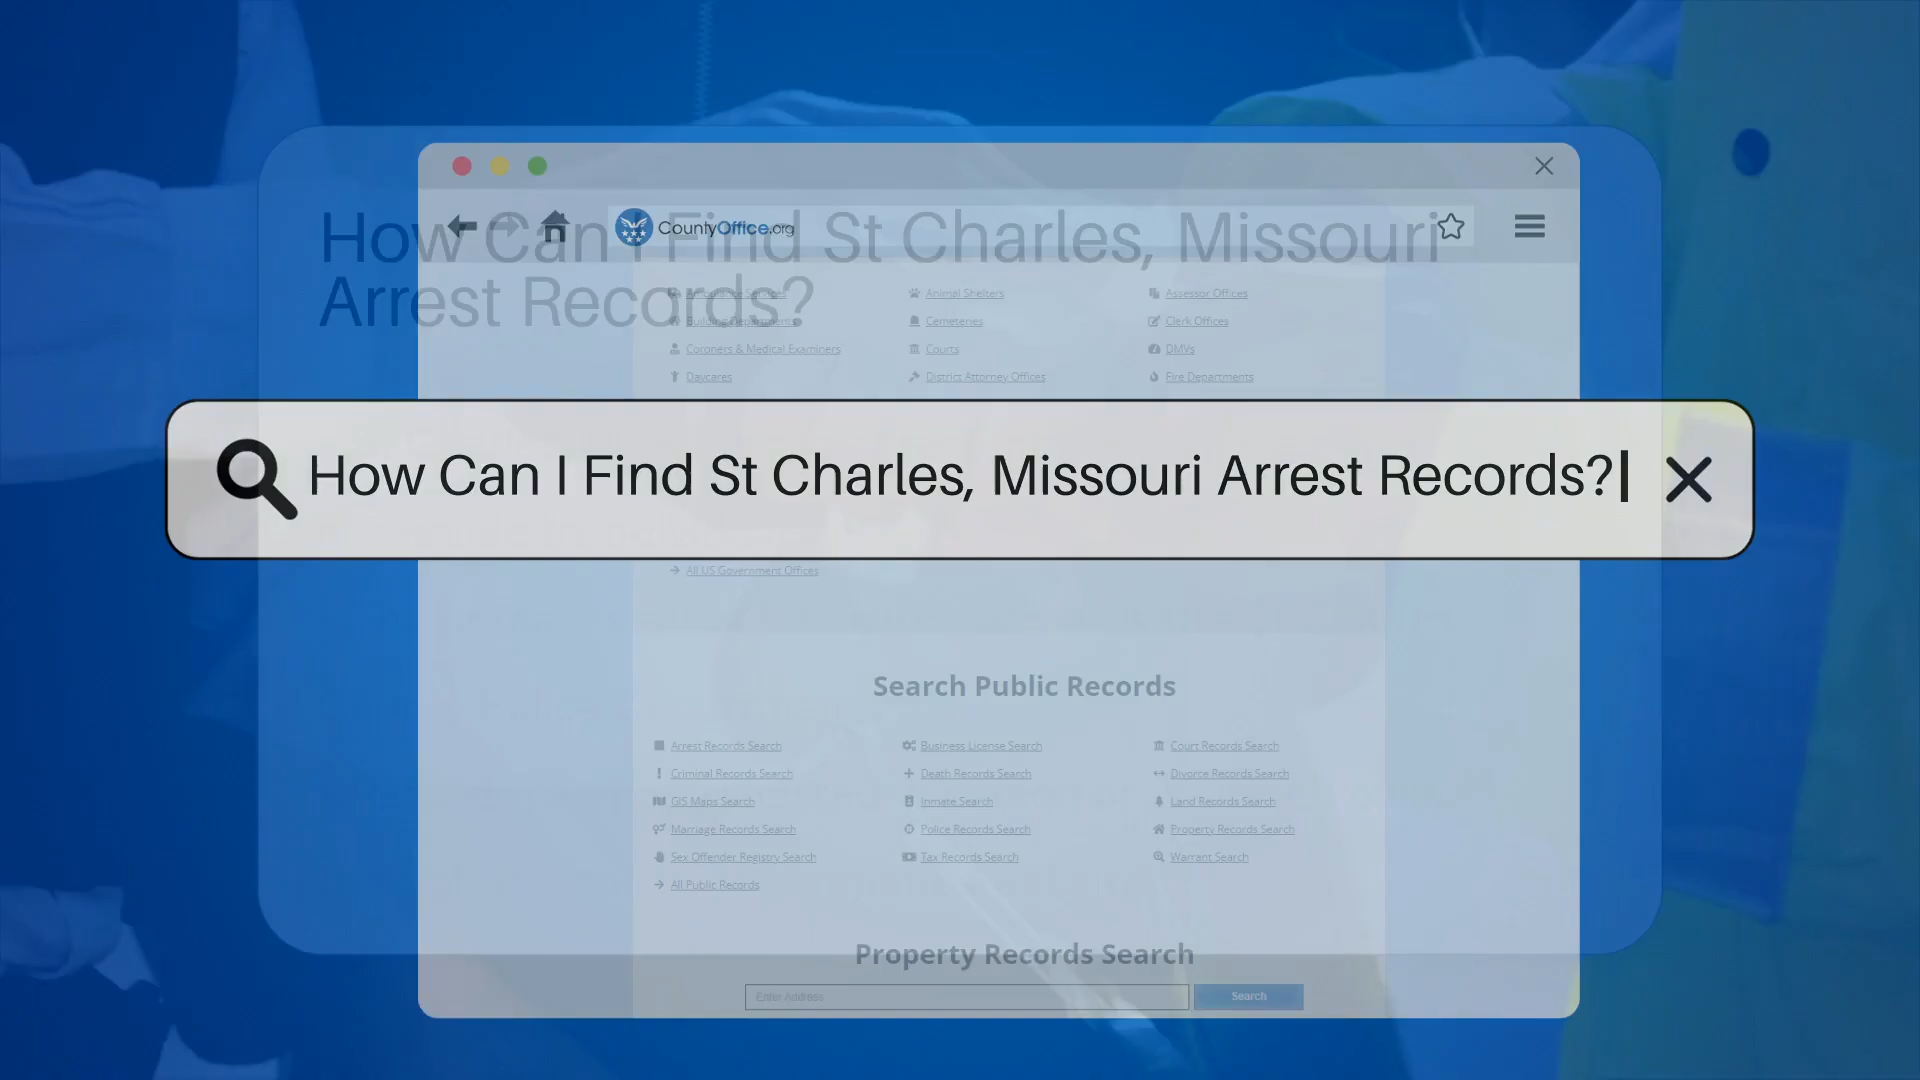 CountyOffice.org
How Can I Find St Charles, Missouri
Arrest Records?
Ambulance Services
Animal Shelters
Assessor Offices
Building Departments
Cemeteries
Clerk Offices
Coroners & Medical Examiners
Courts
DMVs
Daycares
District Attorney Offices
Fire Departments
How Can I Find St Charles, Missouri Arrest Records?
All US Government Offices
Search Public Records
Arrest Records Search
Business License Search
Court Records Search
Criminal Records Search
Death Records Search
Divorce Records Search
GIS Maps Search
Inmate Search
Land Records Search
Marriage Records Search
Police Records Search
Property Records Search
Sex Offender Registry Search
Tax Records Search
Warrant Search
All Public Records
Property Records Search
Enter Address
Search